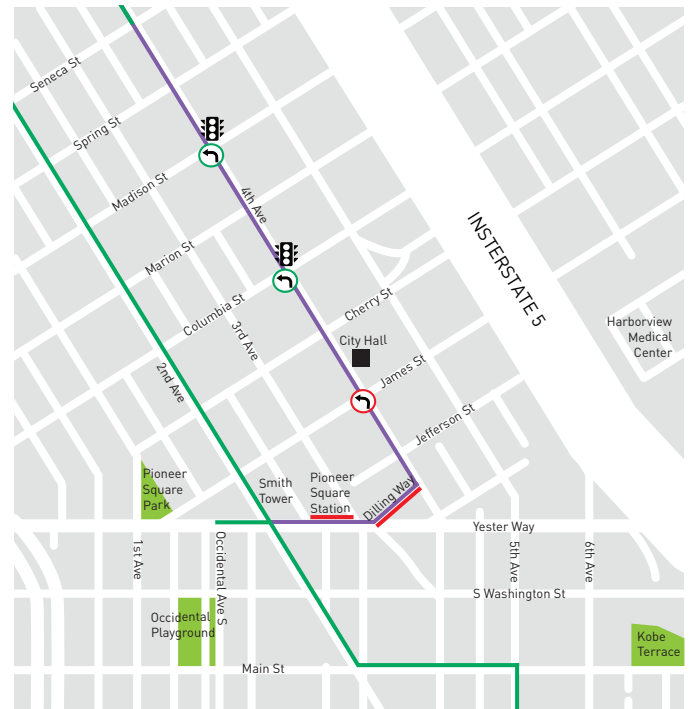 Seneca St
Spring St
Madison St
4th Ave
Marion St
INSTERSTATE 5
Columbia St
Cherry St
3rd Ave
City Hall
Harborview
Medical
Center
James St
2nd Ave
Jefferson St
Pioneer
Square
Park
Smith
Tower
Pioneer
Square
Station
Dilling Way
Yester Way
1st Ave
Occidental Ave S
5th Ave
6th Ave
S Washington St
Occidental
Playground
Kobe
Terrace
Main St